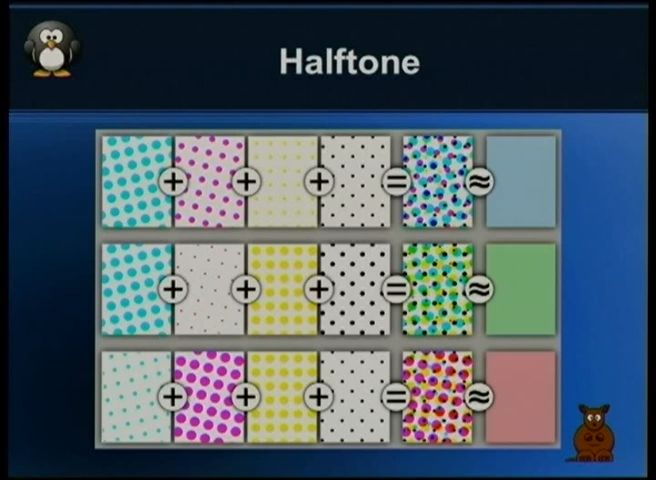 Halftone
+ + + = ≈
+ + + = ≈
+ + + = ≈